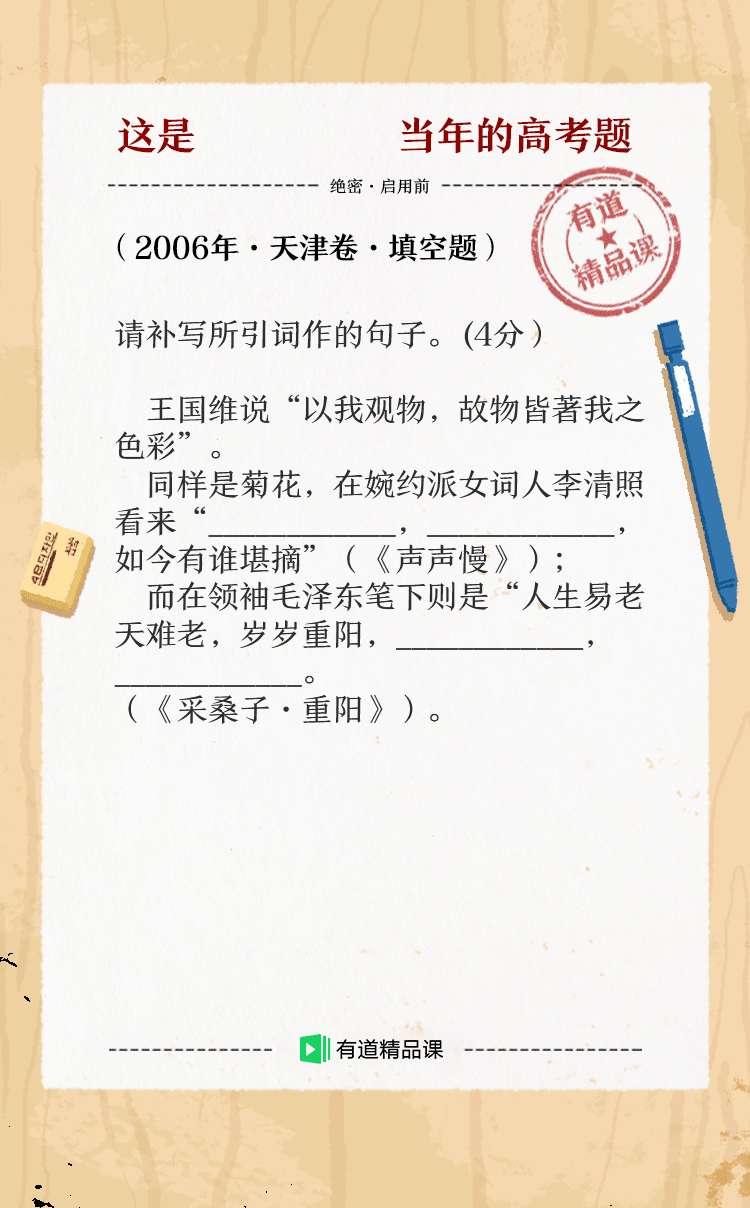 这是 当年的高考题
绝密·启用前
有道
精品课
（2006年·天津卷·填空题）
请补写所引词作的句子。(4分）
王国维说“以我观物，故物皆著我之
色彩”。
同样是菊花，在婉约派女词人李清照
看来“____________，____________，
如今有谁堪摘”（《声声慢》）；
而在领袖毛泽东笔下则是“人生易老
天难老，岁岁重阳，____________，
____________。
（《采桑子·重阳》）。
有道精品课